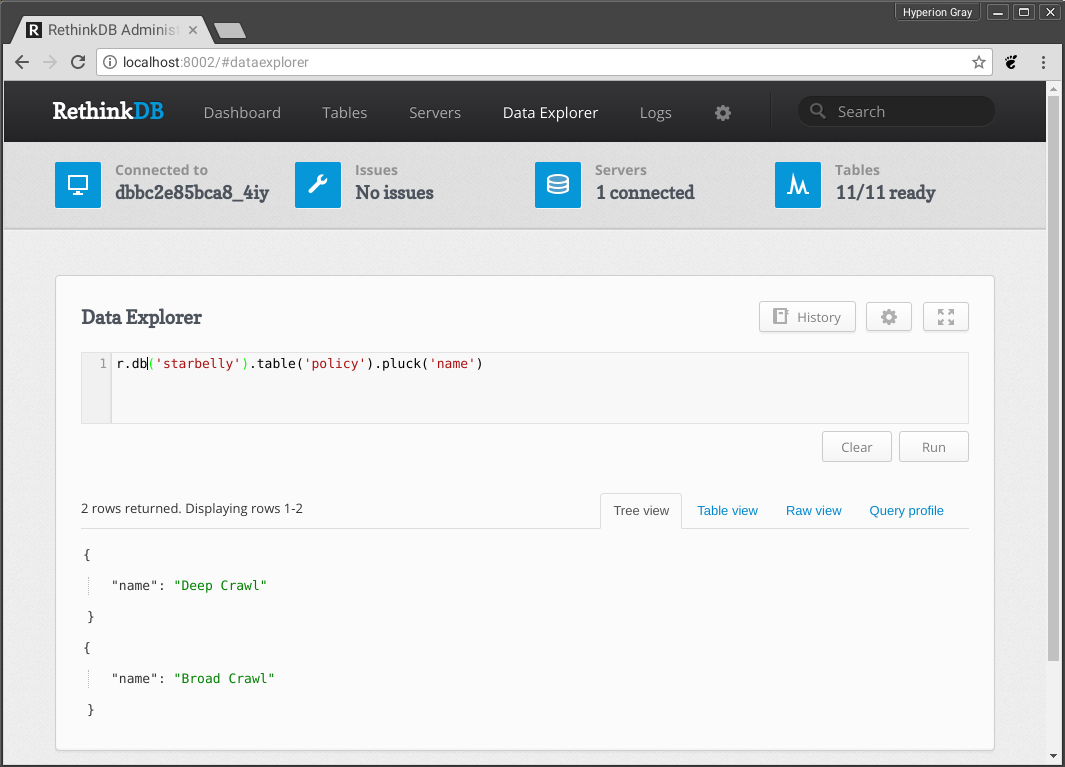 Hyperion Gray
RethinkDB Administ
localhost:8002/#dataexplorer
RethinkDB Dashboard Tables Servers Data Explorer Logs Search
Connected to Issues Servers Tables
dbbc2e85bca8_4iy No issues 1 connected 11/11 ready
Data Explorer History
1 r.db('starbelly').table('policy').pluck('name')
Clear Run
2 rows returned. Displaying rows 1-2 Tree view Table view Raw view Query profile
{
"name": "Deep Crawl"
}
{
"name": "Broad Crawl"
}